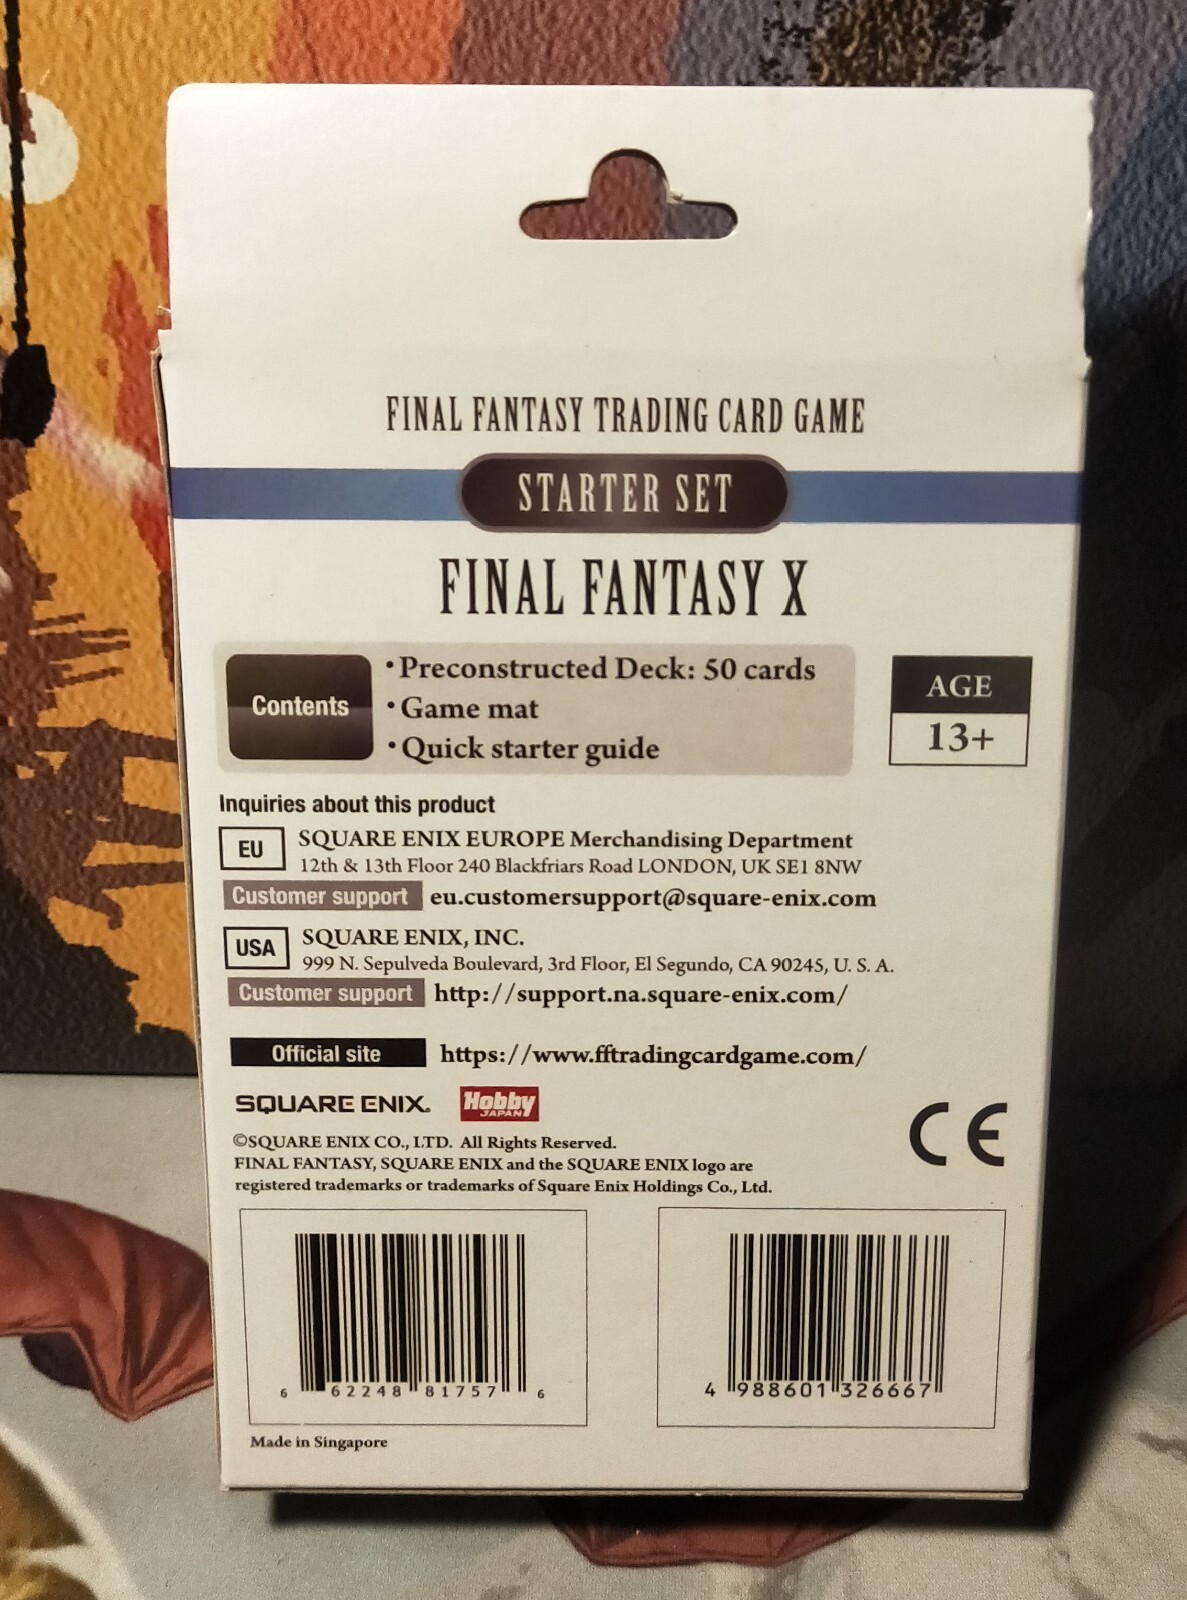 FINAL FANTASY TRADING CARD GAME
STARTER SET
FINAL FANTASY X
Contents
•Preconstructed Deck: 50 cards
•Game mat
•Quick starter guide
AGE
13+
Inquiries about this product
EU
SQUARE ENIX EUROPE Merchandising Department
12th & 13th Floor 240 Blackfriars Road LONDON, UK SE1 8NW
Customer support eu.customersupport@square-enix.com
USA
SQUARE ENIX, INC.
999 N. Sepulveda Boulevard, 3rd Floor, El Segundo, CA 90245, U. S. A.
Customer support http://support.na.square-enix.com/
Official site https://www.fftradingcardgame.com/
SQUARE ENIX. Hobby JAPAN
CE
©SQUARE ENIX CO., LTD. All Rights Reserved.
FINAL FANTASY, SQUARE ENIX and the SQUARE ENIX logo are
registered trademarks or trademarks of Square Enix Holdings Co., Ltd.
6 62248 81757 6
4 988601 326667
Made in Singapore